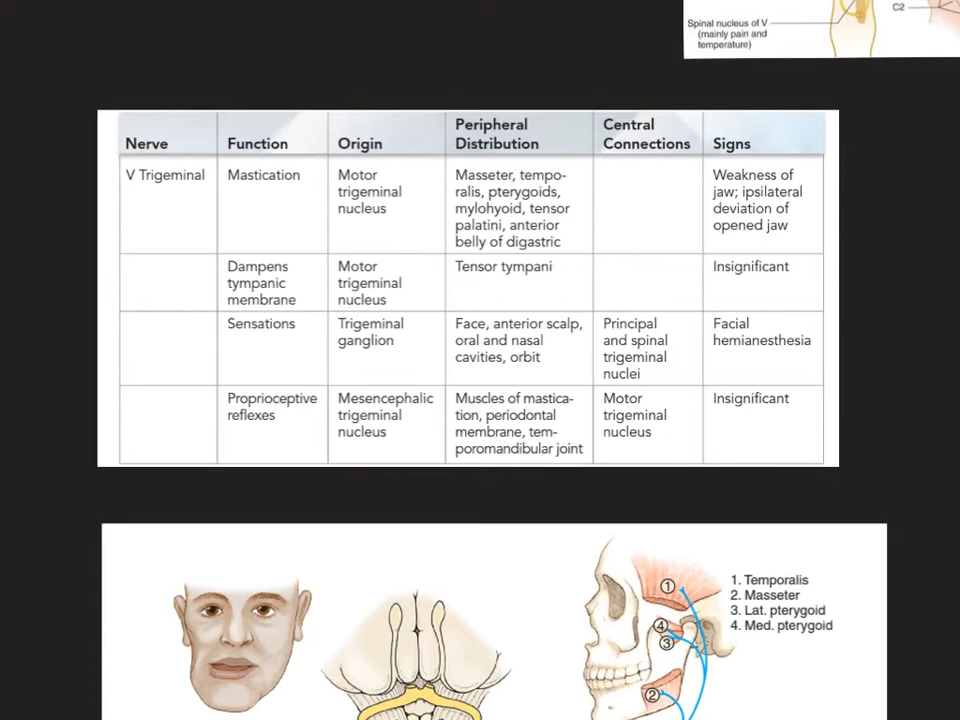 Spinal nucleus of V
(mainly pain and
temperature)
C2
Nerve
Function
Origin
Peripheral
Distribution
Central
Connections
Signs
V Trigeminal
Mastication
Motor
trigeminal
nucleus
Masseter, tempo-
ralis, pterygoids,
mylohyoid, tensor
palatini, anterior
belly of digastric
Weakness of
jaw; ipsilateral
deviation of
opened jaw
Dampens
tympanic
membrane
Motor
trigeminal
nucleus
Tensor tympani
Insignificant
Sensations
Trigeminal
ganglion
Face, anterior scalp,
oral and nasal
cavities, orbit
Principal
and spinal
trigeminal
nuclei
Facial
hemianesthesia
Proprioceptive
reflexes
Mesencephalic
trigeminal
nucleus
Muscles of mastica-
tion, periodontal
membrane, tem-
poromandibular joint
Motor
trigeminal
nucleus
Insignificant
1. Temporalis
2. Masseter
3. Lat. pterygoid
4. Med. pterygoid
1
4
3
2